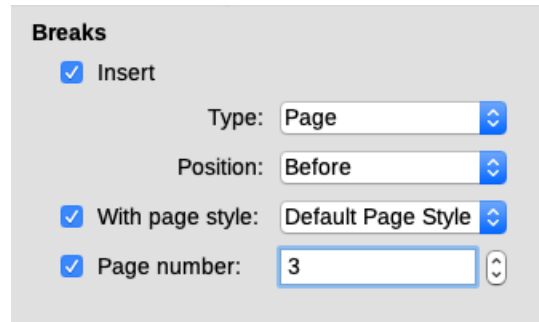 Breaks
Insert
Type: Page
Position: Before
With page style: Default Page Style
Page number: 3